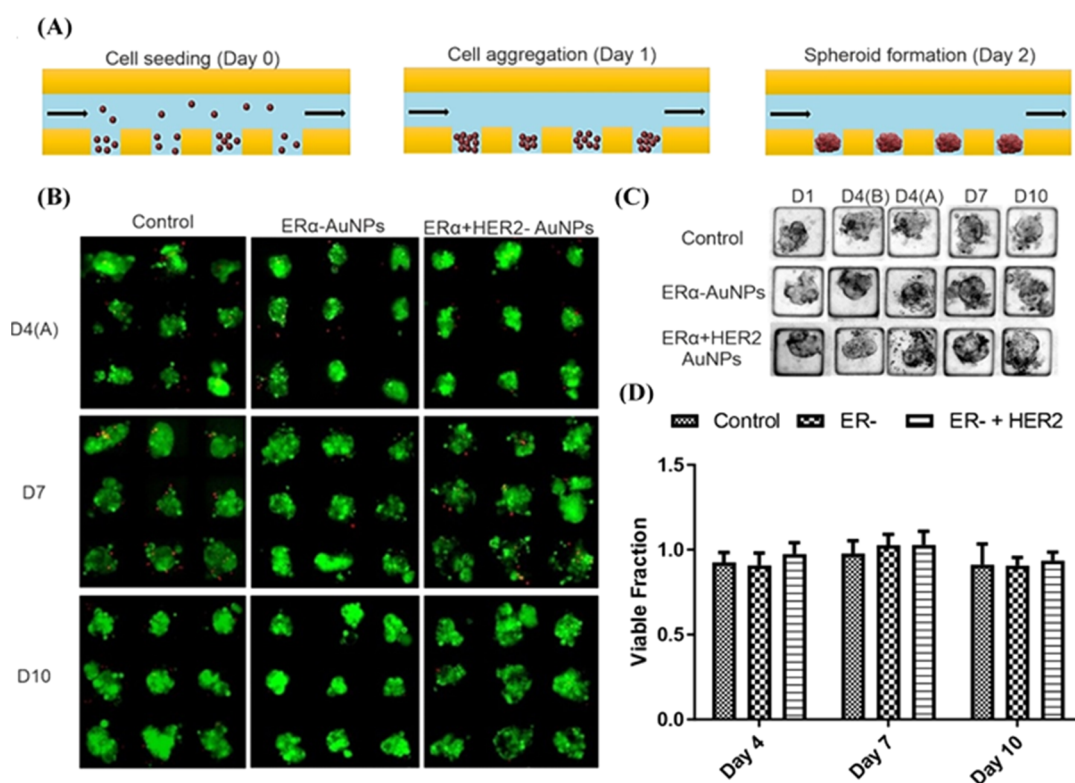 (A)
Cell seeding (Day 0)
Cell aggregation (Day 1)
Spheroid formation (Day 2)
(B)
Control
ERα-AuNPs
ERα+HER2- AuNPs
D4(A)
D7
D10
(C)
D1
D4(B)
D4(A)
D7
D10
Control
ERα-AuNPs
ERα+HER2
AuNPs
(D)
Control
ER-
ER- + HER2
Viable Fraction
1.5
1.0
0.5
0.0
Day 4
Day 7
Day 10